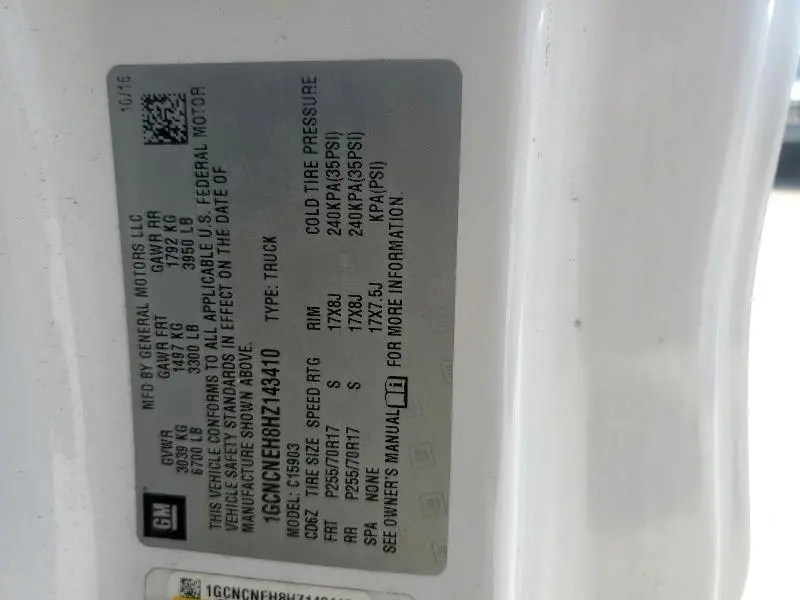 GM
MFD BY GENERAL MOTORS LLC
10/16
GVWR GAWR FRT GAWR RR
3039 KG 1497 KG 1792 KG
6700 LB 3300 LB 3950 LB
THIS VEHICLE CONFORMS TO ALL APPLICABLE U.S. FEDERAL MOTOR
VEHICLE SAFETY STANDARDS IN EFFECT ON THE DATE OF
MANUFACTURE SHOWN ABOVE.
1GCNCNEH8HZ143410 TYPE: TRUCK
MODEL: C15903
CD6Z TIRE SIZE SPEED RTG RIM COLD TIRE PRESSURE
FRT P255/70R17 S 17X8J 240KPA(35PSI)
RR P255/70R17 S 17X8J 240KPA(35PSI)
SPA NONE 17X7.5J KPA(PSI)
SEE OWNER'S MANUAL i FOR MORE INFORMATION.